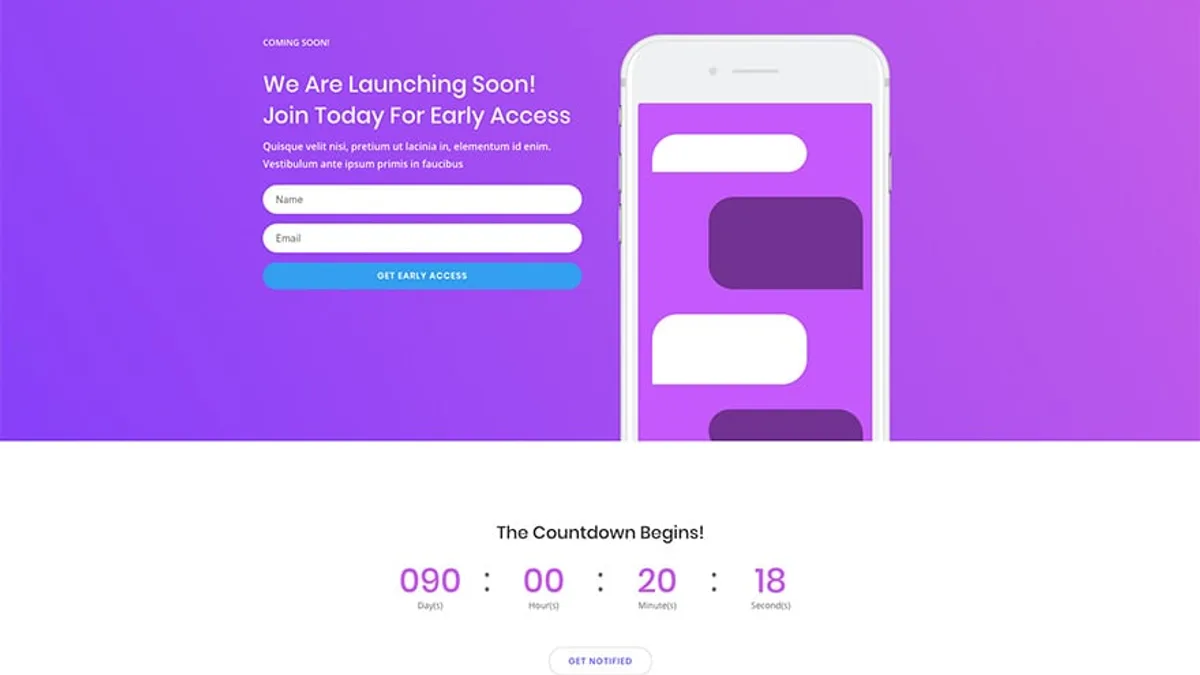 COMING SOON!
We Are Launching Soon!
Join Today For Early Access
Quisque velit nisi, pretium ut lacinia in, elementum id enim.
Vestibulum ante ipsum primis in faucibus
Name
Email
GET EARLY ACCESS
The Countdown Begins!
090 : 00 : 20 : 18
Day(s) Hour(s) Minute(s) Second(s)
GET NOTIFIED